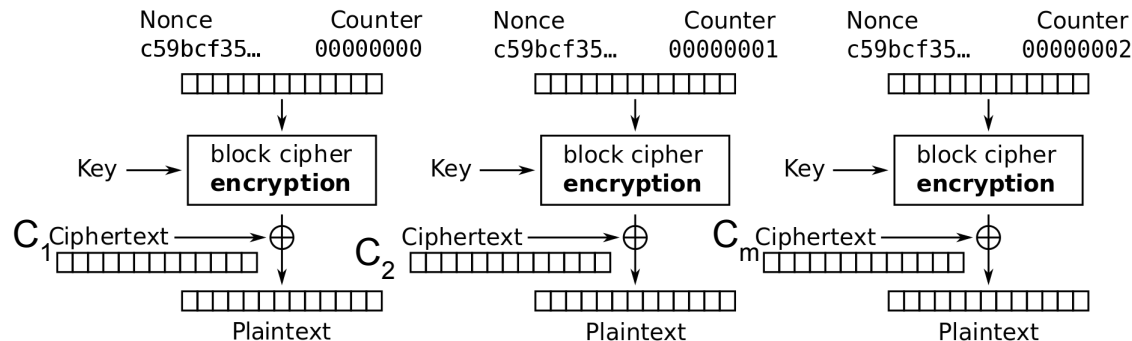 Nonce Counter Nonce Counter Nonce Counter
c59bcf35… 00000000 c59bcf35… 00000001 c59bcf35… 00000002
block cipher block cipher block cipher
Key encryption Key encryption Key encryption
C1 Ciphertext C2 Ciphertext Cm Ciphertext
Plaintext Plaintext Plaintext